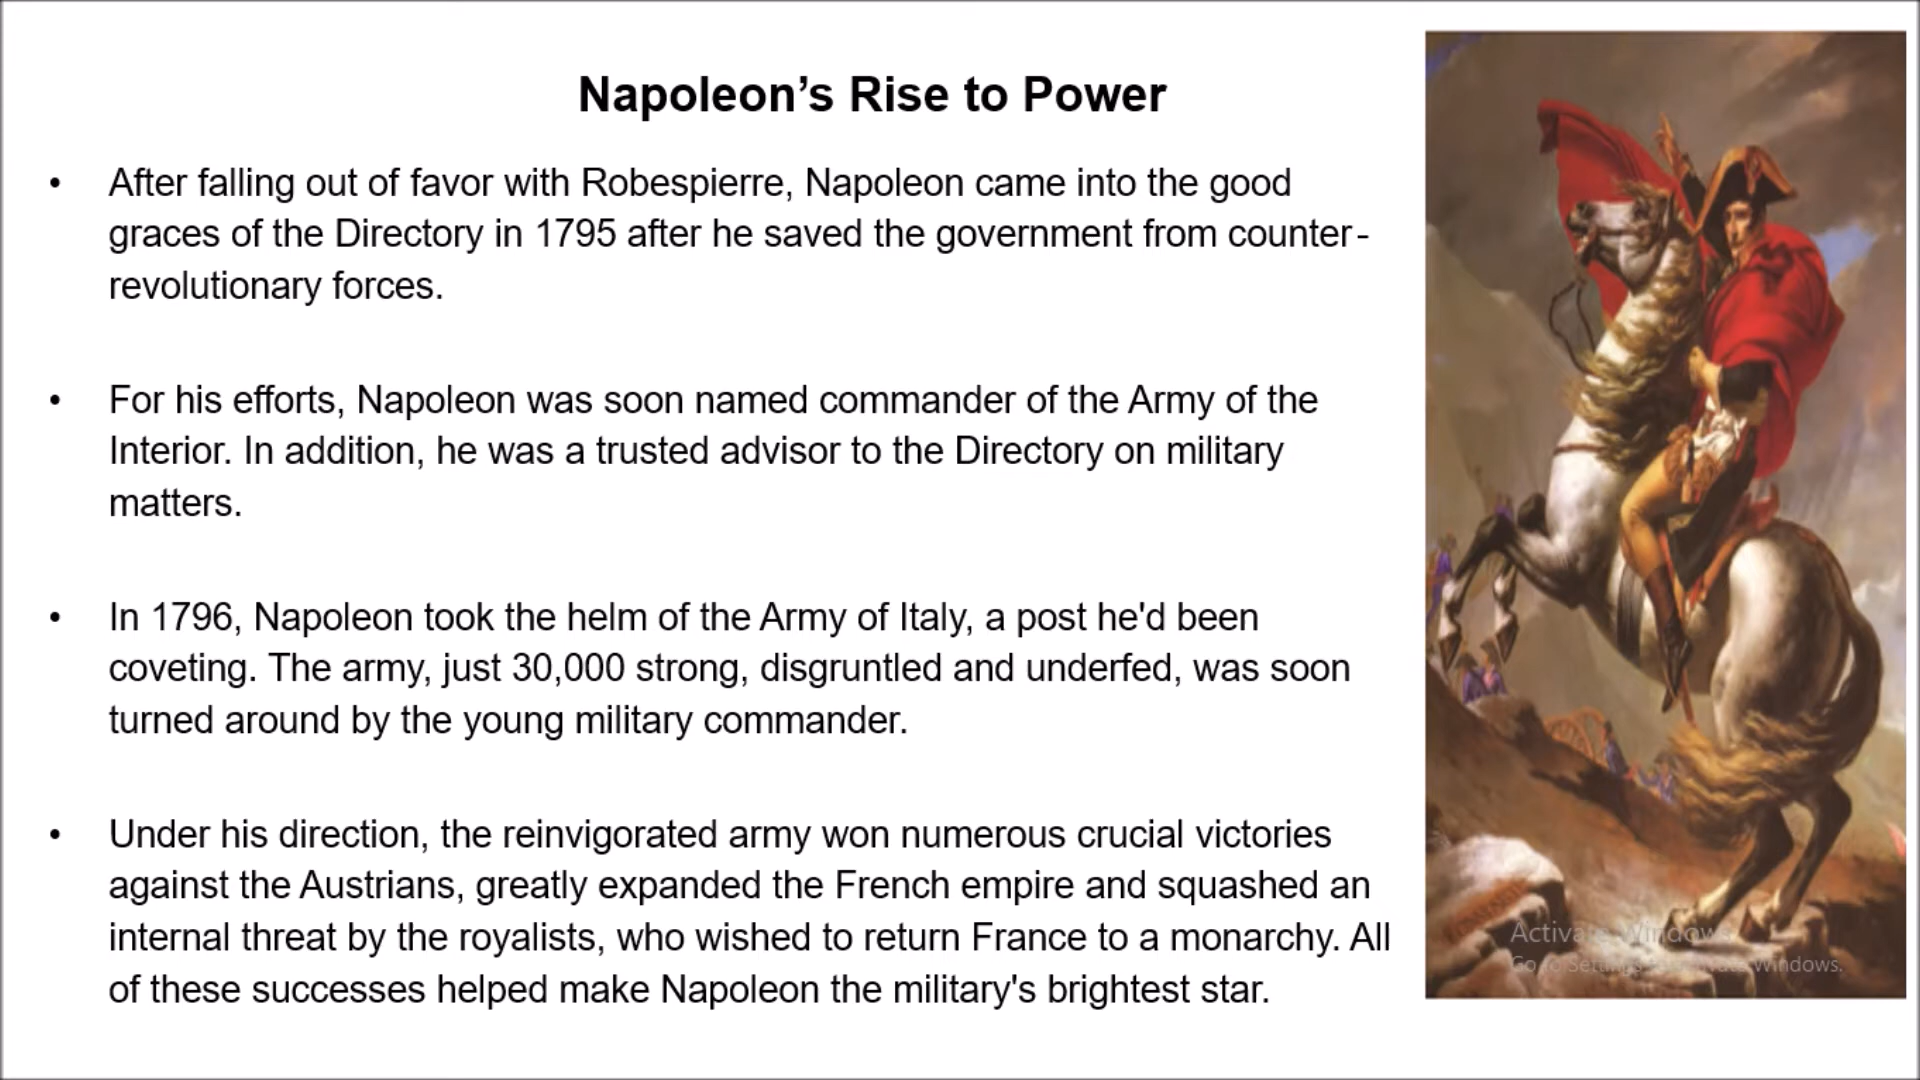 Napoleon’s Rise to Power
• After falling out of favor with Robespierre, Napoleon came into the good
graces of the Directory in 1795 after he saved the government from counter-
revolutionary forces.
• For his efforts, Napoleon was soon named commander of the Army of the
Interior. In addition, he was a trusted advisor to the Directory on military
matters.
• In 1796, Napoleon took the helm of the Army of Italy, a post he'd been
coveting. The army, just 30,000 strong, disgruntled and underfed, was soon
turned around by the young military commander.
• Under his direction, the reinvigorated army won numerous crucial victories
against the Austrians, greatly expanded the French empire and squashed an
internal threat by the royalists, who wished to return France to a monarchy. All
of these successes helped make Napoleon the military's brightest star.
Activate Windows
Go to Settings to activate Windows.